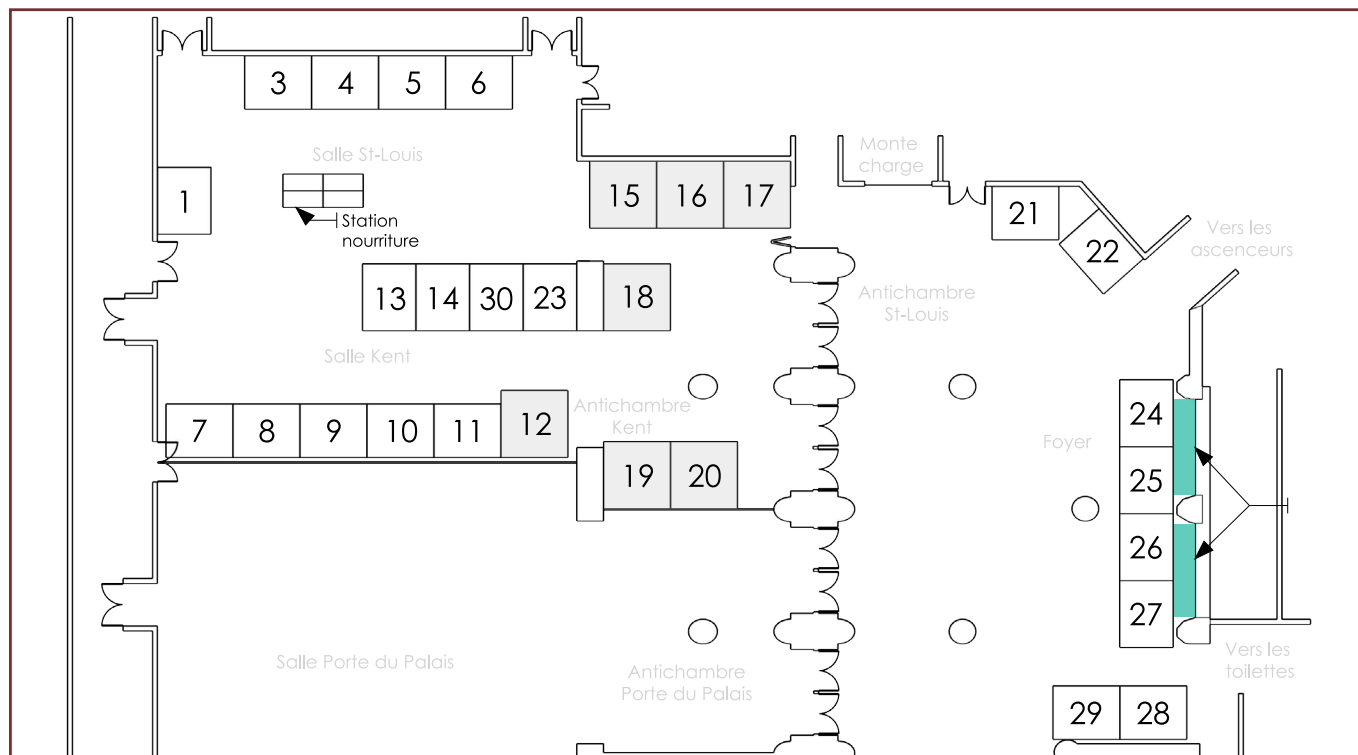 3 4 5 6
Monte
charge
Salle St-Louis
1
15 16 17
Station
nourriture
21
22
Vers les
ascenceurs
13 14 30 23
18
Antichambre
St-Louis
Salle Kent
7 8 9 10 11 12
Antichambre
Kent
19 20
Foyer
24
25
26
27
Salle Porte du Palais
Antichambre
Porte du Palais
Vers les
toilettes
29 28